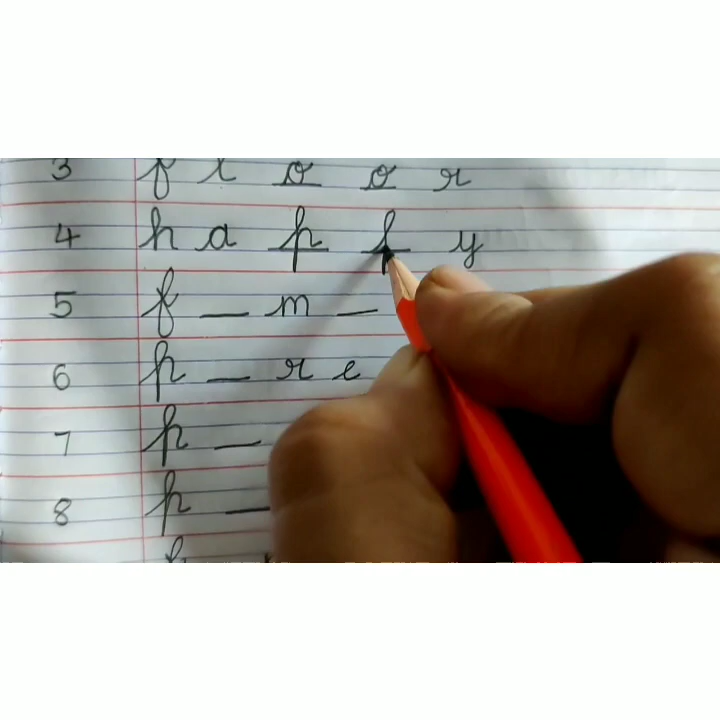 3 f l o o r
4 h a p p y
5 f _ m _
6 p _ r e
7 p _
8 p _